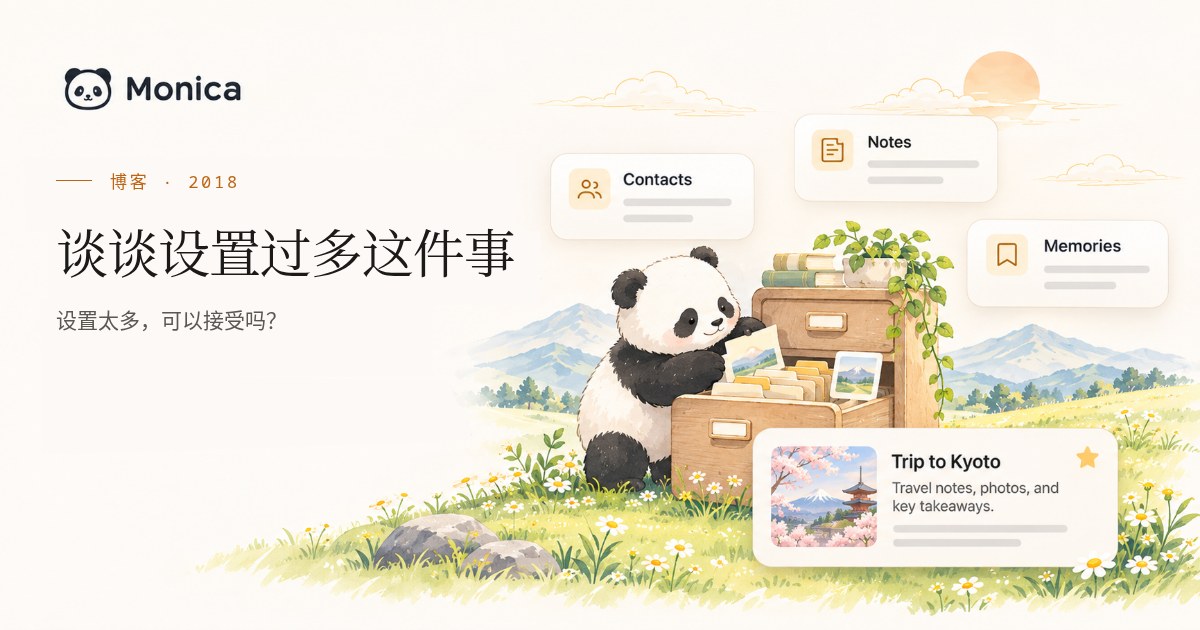 Monica
博客 · 2018
谈谈设置过多这件事
设置太多，可以接受吗？
Contacts
Notes
Memories
Trip to Kyoto
Travel notes, photos, and
key takeaways.